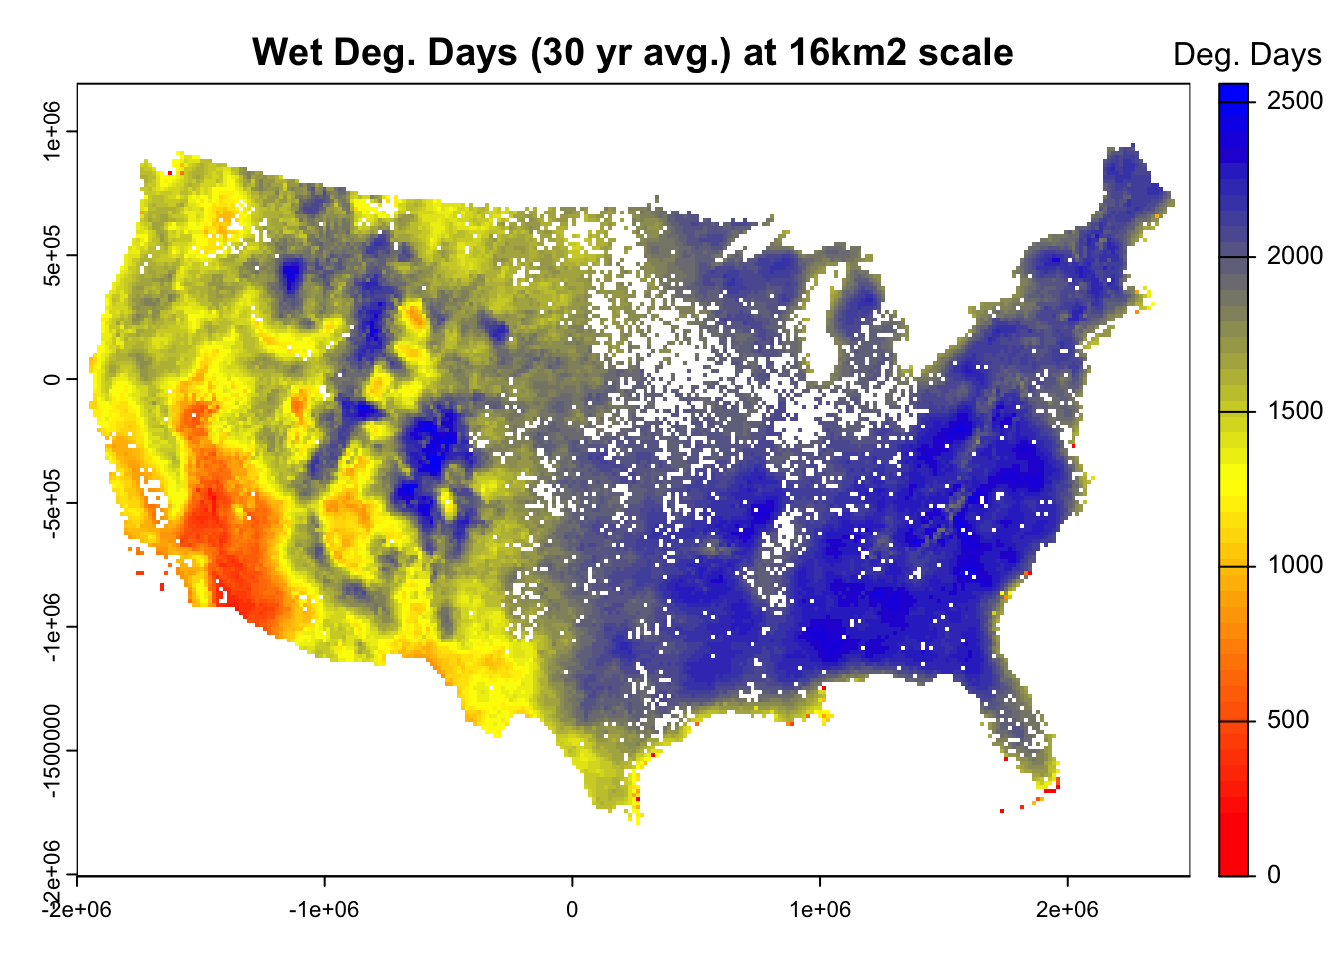 Wet Deg. Days (30 yr avg.) at 16km2 scale
Deg. Days
2500
2000
1500
1000
500
0
1e+06
5e+05
0
-5e+05
-1e+06
-1500000
-2e+06
-2e+06
-1e+06
0
1e+06
2e+06